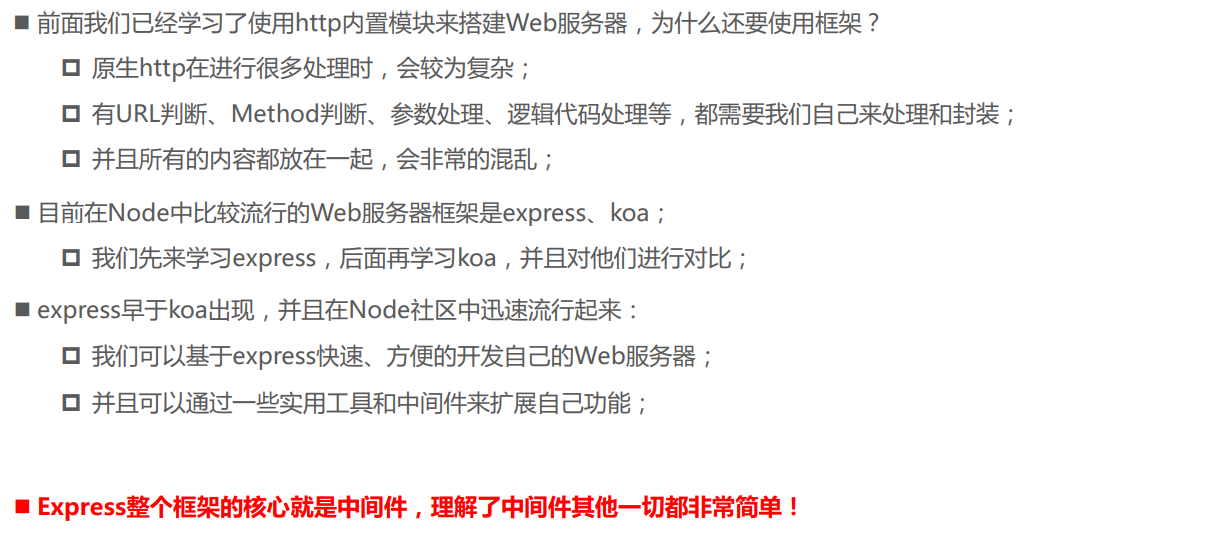 ■ 前面我们已经学习了使用http内置模块来搭建Web服务器，为什么还要使用框架？
原生http在进行很多处理时，会较为复杂；
有URL判断、Method判断、参数处理、逻辑代码处理等，都需要我们自己来处理和封装；
并且所有的内容都放在一起，会非常的混乱；
■ 目前在Node中比较流行的Web服务器框架是express、koa；
我们先来学习express，后面再学习koa，并且对他们进行对比；
■ express早于koa出现，并且在Node社区中迅速流行起来：
我们可以基于express快速、方便的开发自己的Web服务器；
并且可以通过一些实用工具和中间件来扩展自己功能；
■ Express整个框架的核心就是中间件，理解了中间件其他一切都非常简单！